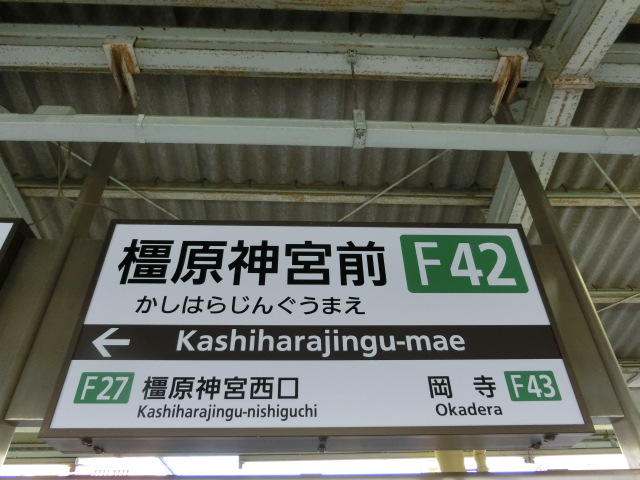 橿原神宮前 F42
かしはらじんぐうまえ
← Kashiharajingu-mae
F27 橿原神宮西口 岡寺 F43
Kashiharajingu-nishiguchi Okadera